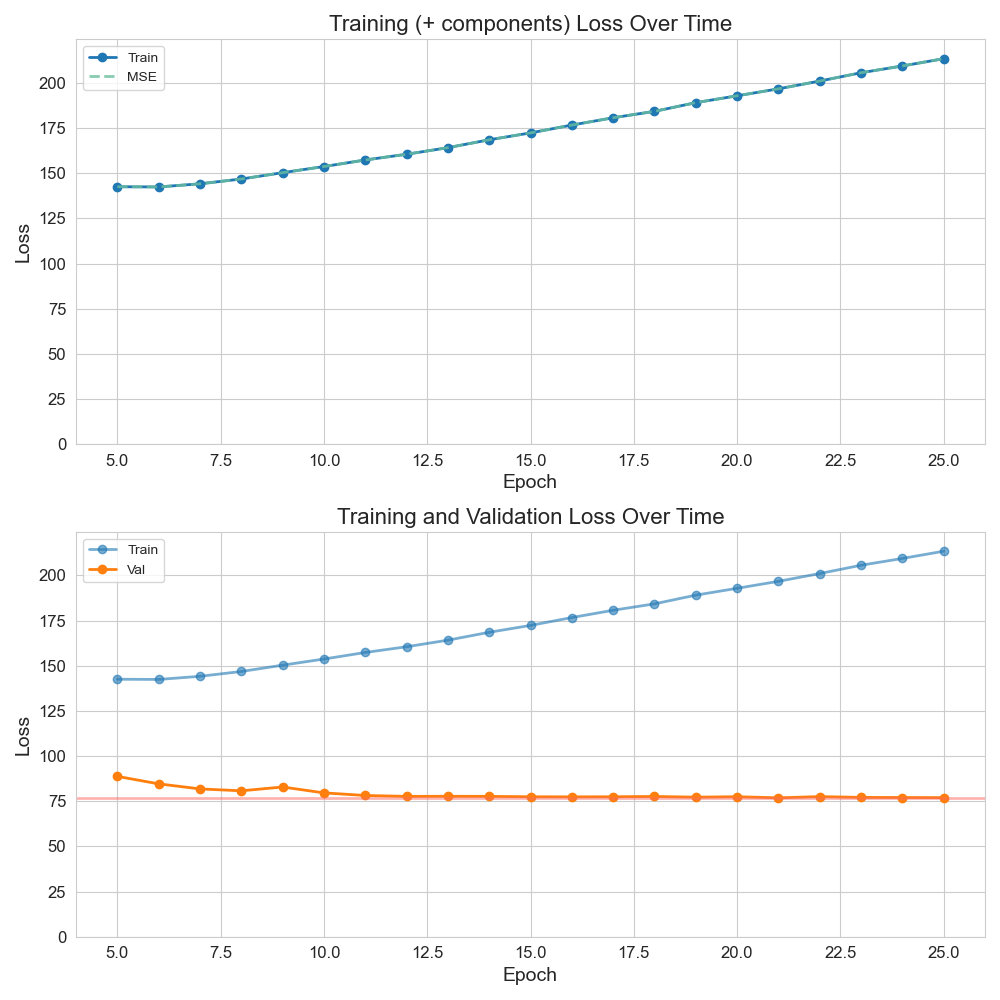 Training (+ components) Loss Over Time
Train
MSE
Loss
200
175
150
125
100
75
50
25
0
5.0 7.5 10.0 12.5 15.0 17.5 20.0 22.5 25.0
Epoch
Training and Validation Loss Over Time
Train
Val
Loss
200
175
150
125
100
75
50
25
0
5.0 7.5 10.0 12.5 15.0 17.5 20.0 22.5 25.0
Epoch